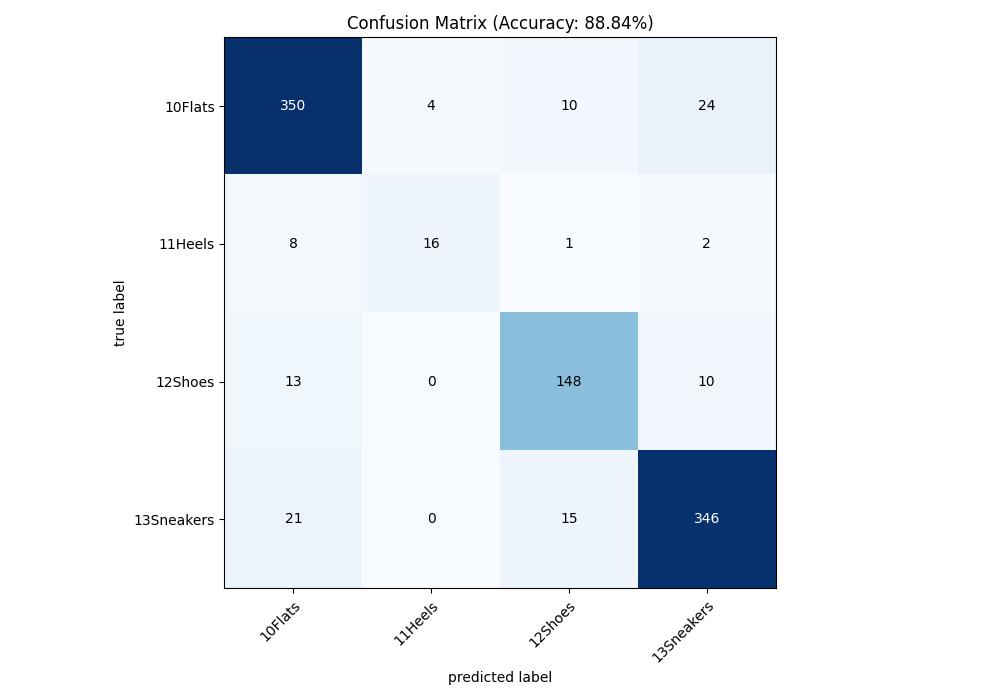 Confusion Matrix (Accuracy: 88.84%)
10Flats 350 4 10 24
11Heels 8 16 1 2
true label
12Shoes 13 0 148 10
13Sneakers 21 0 15 346
10Flats 11Heels 12Shoes 13Sneakers
predicted label